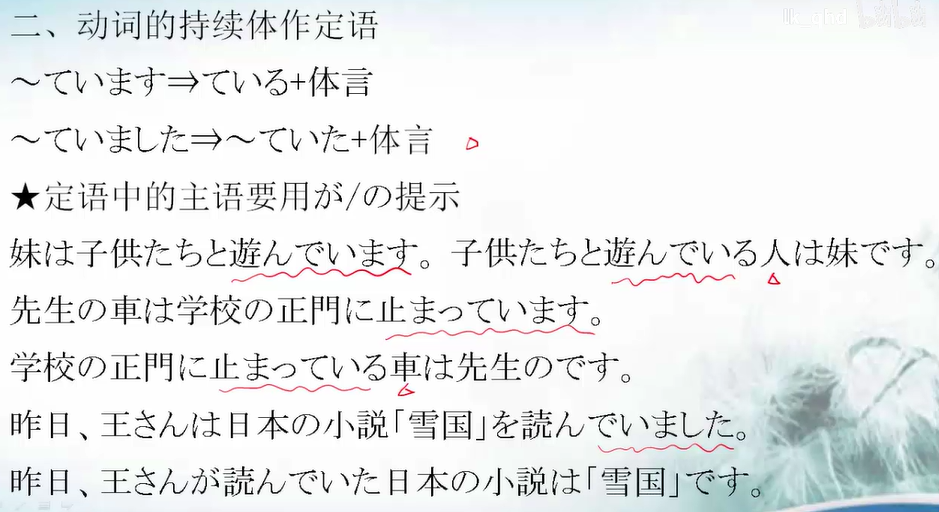 二、动词的持续体作定语
～ています⇒ている+体言
～ていました⇒～ていた+体言
★定语中的主语要用が/の提示
妹は子供たちと遊んでいます。子供たちと遊んでいる人は妹です。
先生の車は学校の正門に止まっています。
学校の正門に止まっている車は先生のです。
昨日、王さんは日本の小説「雪国」を読んでいました。
昨日、王さんが読んでいた日本の小説は「雪国」です。